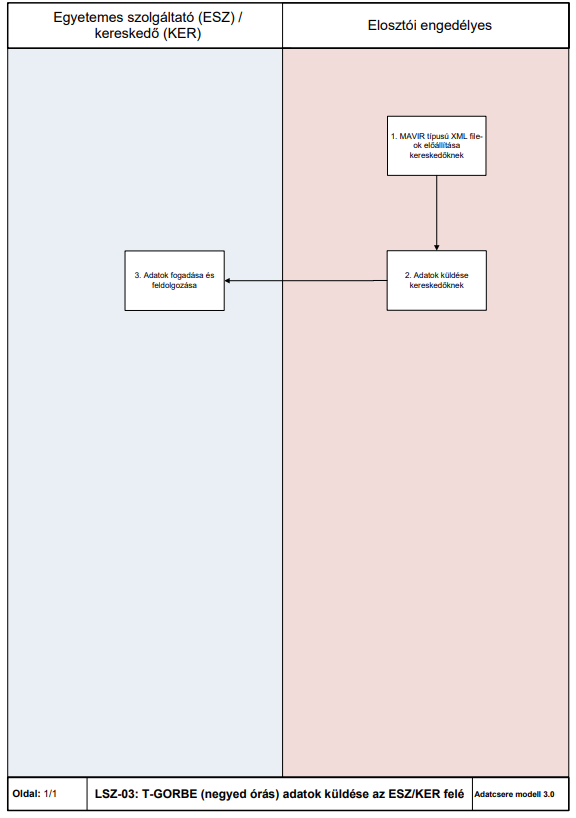 Egyetemes szolgáltató (ESZ) /
kereskedő (KER)
Elosztói engedélyes
1. MAVIR típusú XML file-
ok előállítása
kereskedőknek
2. Adatok küldése
kereskedőknek
3. Adatok fogadása és
feldolgozása
Oldal: 1/1
LSZ-03: T-GORBE (negyed órás) adatok küldése az ESZ/KER felé
Adatcsere modell 3.0